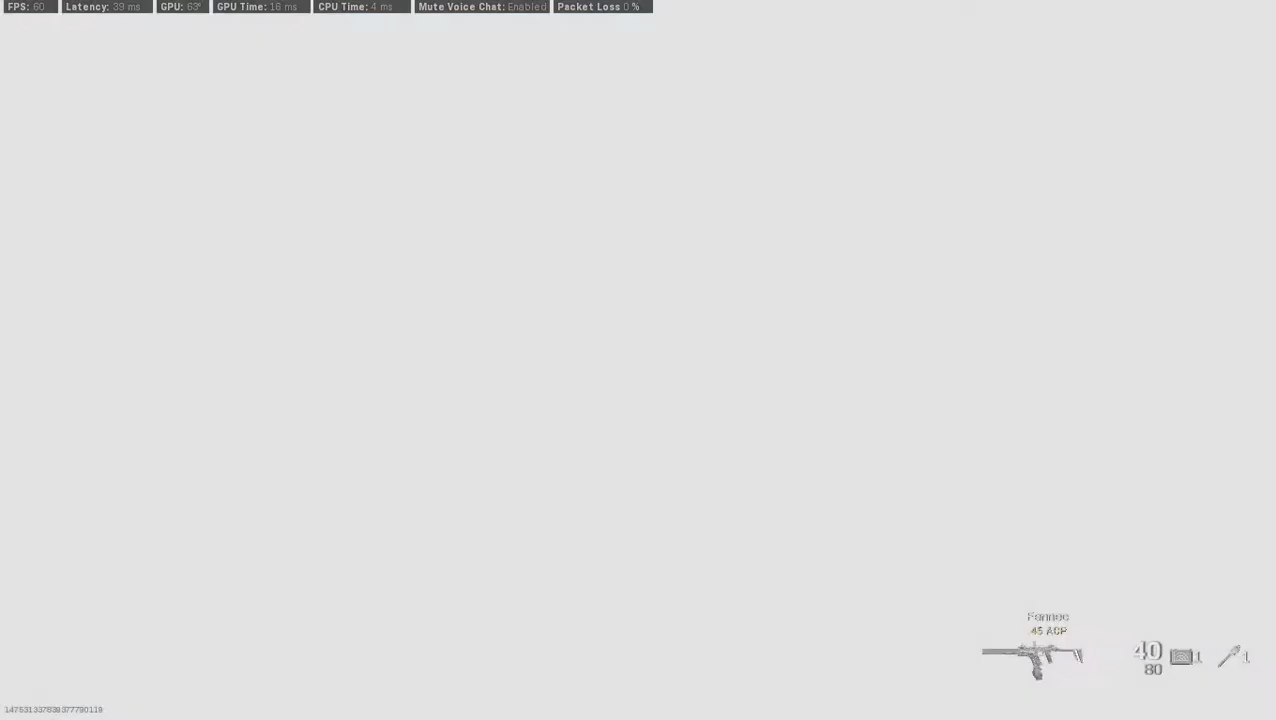 FPS: 60 Latency: 39 ms GPU: 63° GPU Time: 16 ms CPU Time: 4 ms Mute Voice Chat: Enabled Packet Loss 0 %
Fennec
.45 ACP
40
80
1
1